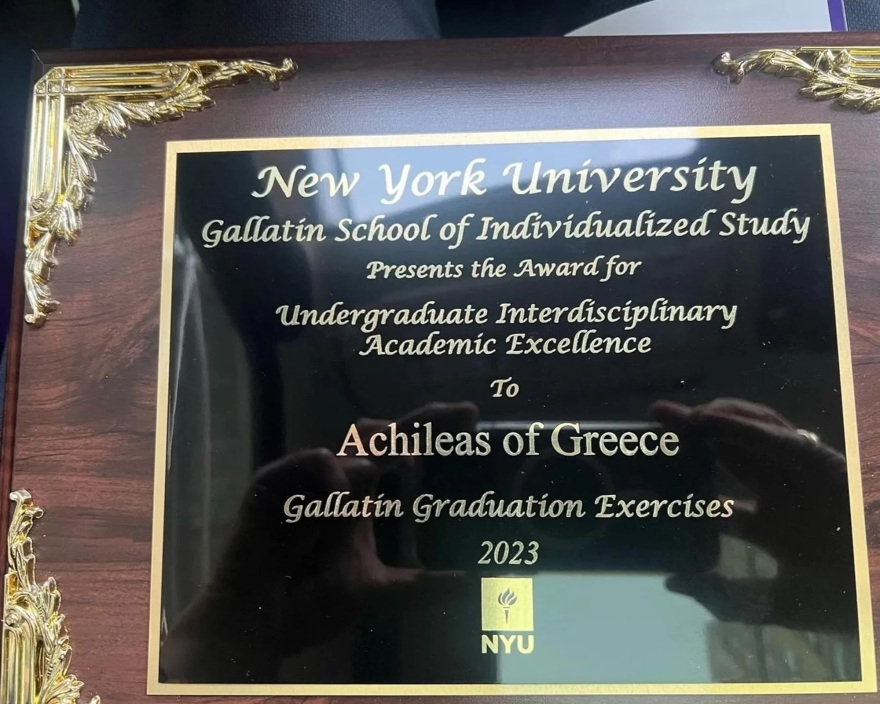 New York University
Gallatin School of Individualized Study
Presents the Award for
Undergraduate Interdisciplinary
Academic Excellence
To
Achileas of Greece
Gallatin Graduation Exercises
2023
NYU